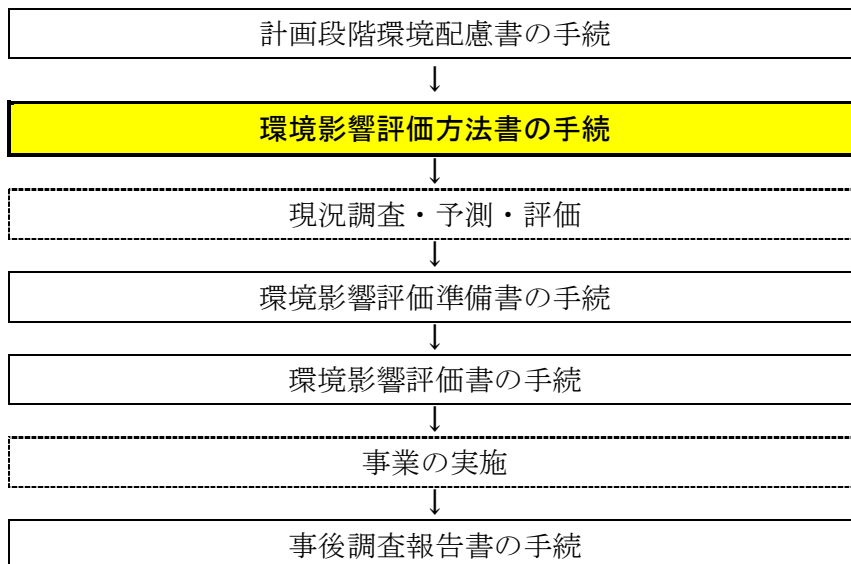 計画段階環境配慮書の手続
↓
環境影響評価方法書の手続
↓
現況調査・予測・評価
↓
環境影響評価準備書の手続
↓
環境影響評価書の手続
↓
事業の実施
↓
事後調査報告書の手続